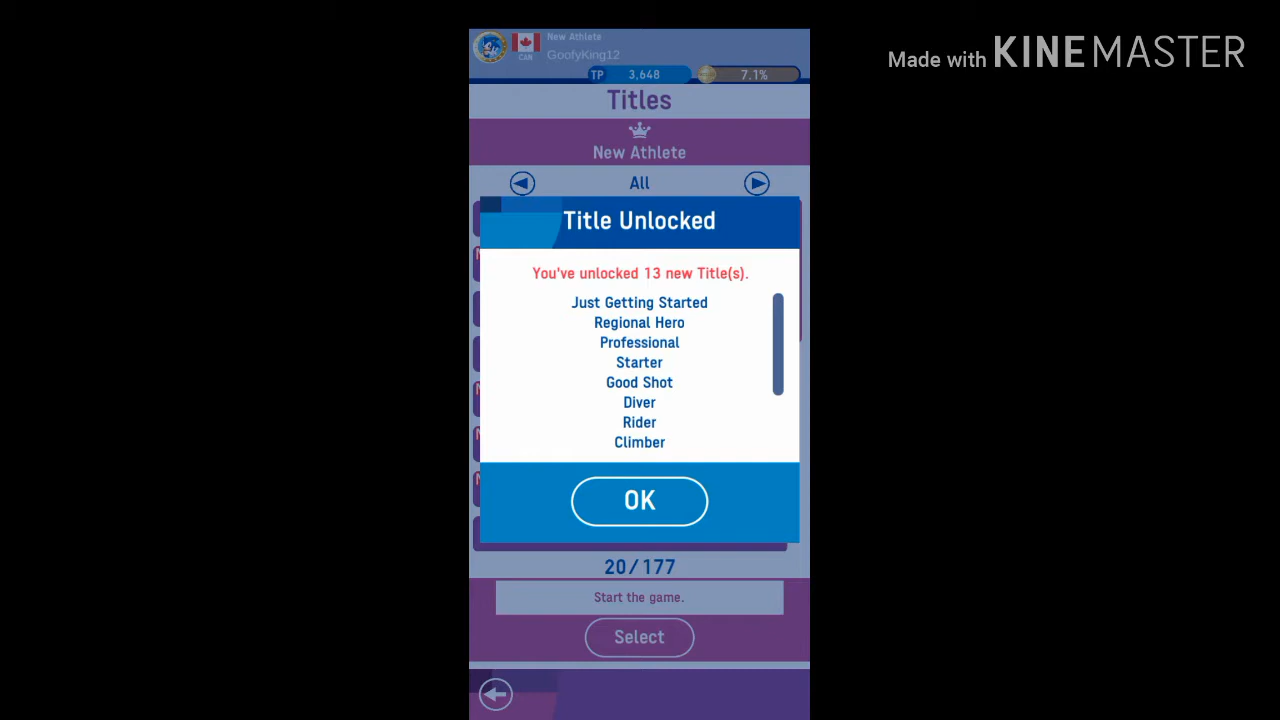 New Athlete
CAN
GoofyKing12
TP 3,648 7.1%
Made with KINEMASTER
Titles
New Athlete
All
Title Unlocked
You've unlocked 13 new Title(s).
Just Getting Started
Regional Hero
Professional
Starter
Good Shot
Diver
Rider
Climber
OK
20/177
Start the game.
Select